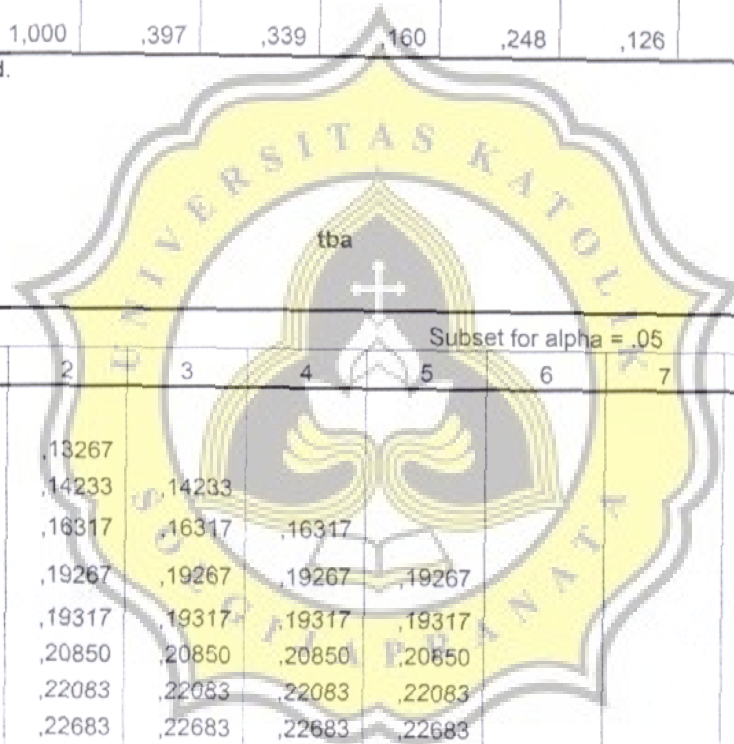 1,000 ,397 ,339 ,160 ,248 ,126
d.
UNIVERSITAS KATOLIK
tba
Subset for alpha = .05
2 3 4 5 6 7
,13267
,14233 ,14233
,16317 ,16317 ,16317
,19267 ,19267 ,19267 ,19267
,19317 ,19317 ,19317 ,19317
,20850 ,20850 ,20850 ,20850
,22083 ,22083 ,22083 ,22083
,22683 ,22683 ,22683 ,22683
SOEGIJAPRANATA